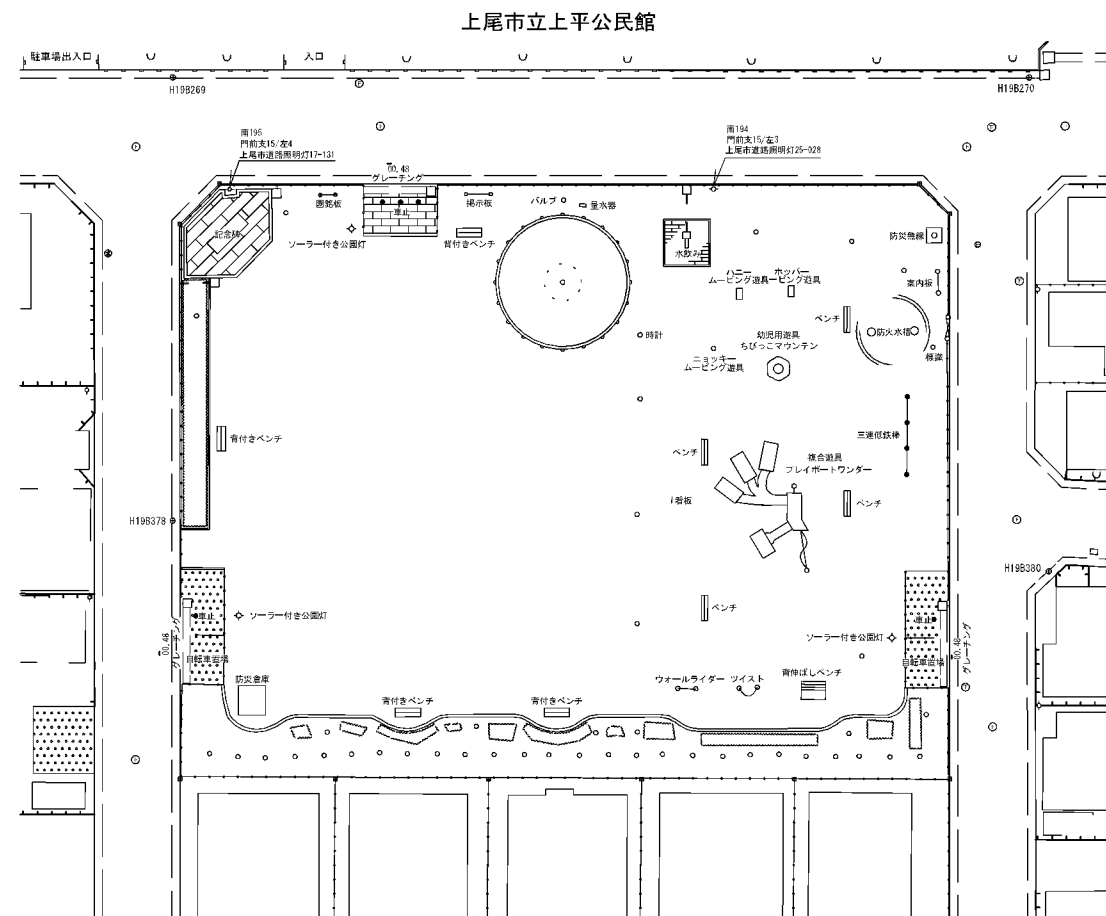 上尾市立上平公民館
駐車場出入口
入口
H19B269
H19B270
南195
門前支15/左4
上尾市道路照明灯17-131
南194
門前支15/左3
上尾市道路照明灯25-028
00.48
グレーチング
園銘板
車止
掲示板
バルブ
量水器
記念碑
ソーラー付き公園灯
背付きベンチ
水飲み
防災無線
ハニー
ムービング遊具
ホッパー
ムービング遊具
案内板
ベンチ
防火水槽
時計
幼児用遊具
ちびっこマウンテン
標識
ニョッキー
ムービング遊具
三連低鉄棒
背付きベンチ
ベンチ
複合遊具
プレイポートワンダー
看板
ベンチ
H19B378
H19B380
車止
ソーラー付き公園灯
ベンチ
車止
00.48
グレーチング
ソーラー付き公園灯
00.48
グレーチング
自転車置場
自転車置場
防災倉庫
ウォールライダー
ツイスト
背伸ばしベンチ
背付きベンチ
背付きベンチ